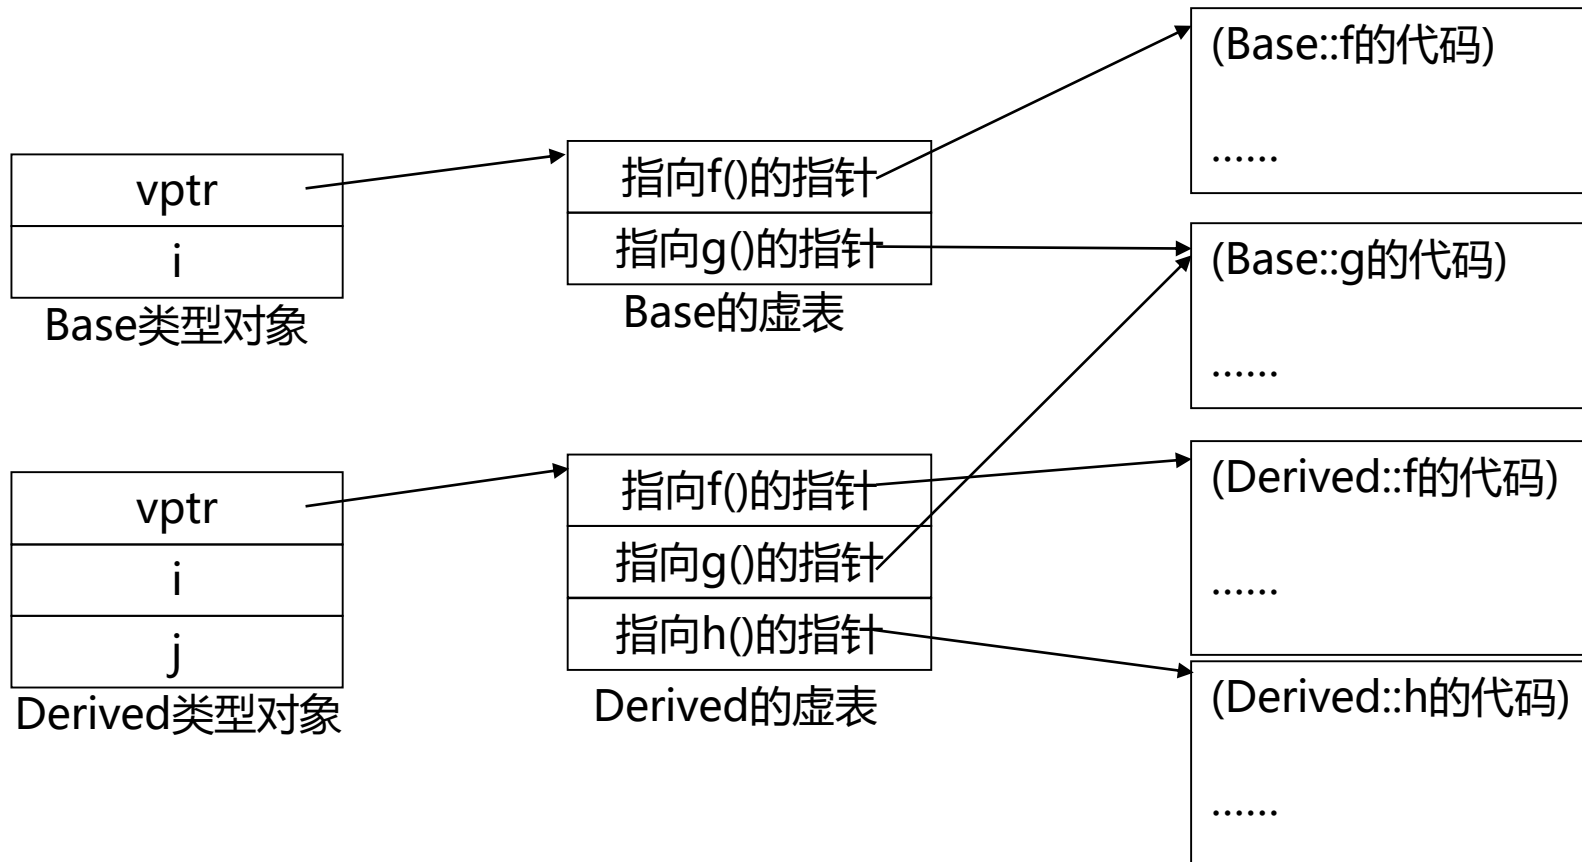 vptr
i
Base类型对象
指向f()的指针
指向g()的指针
Base的虚表
(Base::f的代码)
......
(Base::g的代码)
......
vptr
i
j
Derived类型对象
指向f()的指针
指向g()的指针
指向h()的指针
Derived的虚表
(Derived::f的代码)
......
(Derived::h的代码)
......